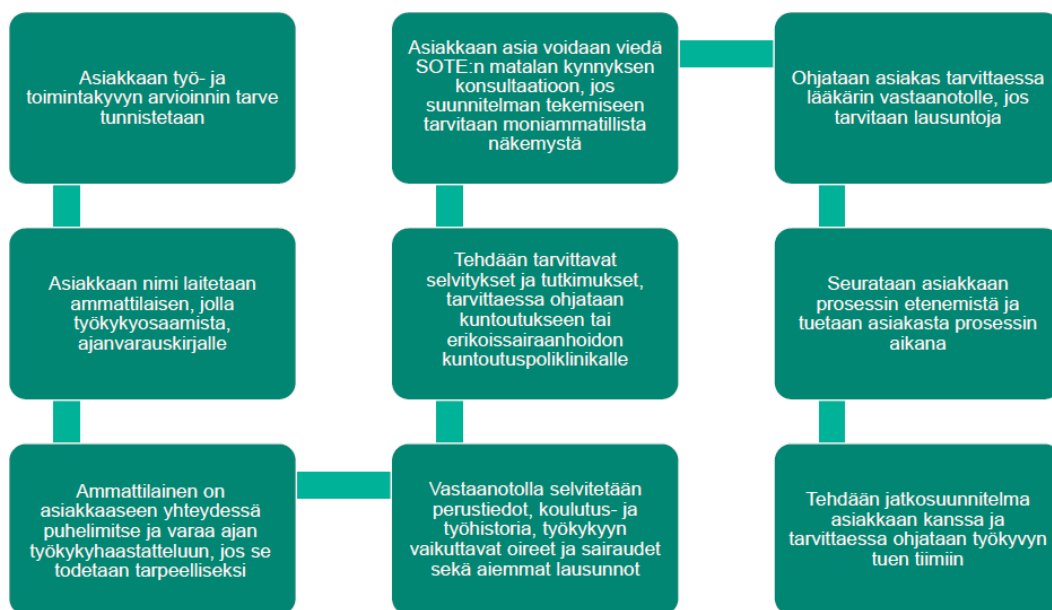 Asiakkaan työ- ja
toimintakyvyn arvioinnin tarve
tunnistetaan
Asiakkaan nimi laitetaan
ammattilaisen, jolla
työkykyosaamista,
ajanvarauskirjalle
Ammattilainen on
asiakkaaseen yhteydessä
puhelimitse ja varaa ajan
työkykyhaastatteluun, jos se
todetaan tarpeelliseksi
Vastaanotolla selvitetään
perustiedot, koulutus- ja
työhistoria, työkykyyn
vaikuttavat oireet ja sairaudet
sekä aiemmat lausunnot
Tehdään tarvittavat
selvitykset ja tutkimukset,
tarvittaessa ohjataan
kuntoutukseen tai
erikoissairaanhoidon
kuntoutuspoliklinikalle
Asiakkaan asia voidaan viedä
SOTE:n matalan kynnyksen
konsultaatioon, jos
suunnitelman tekemiseen
tarvitaan moniammatillista
näkemystä
Ohjataan asiakas tarvittaessa
lääkärin vastaanotolle, jos
tarvitaan lausuntoja
Seurataan asiakkaan
prosessin etenemistä ja
tuetaan asiakasta prosessin
aikana
Tehdään jatkosuunnitelma
asiakkaan kanssa ja
tarvittaessa ohjataan työkyvyn
tuen tiimiin